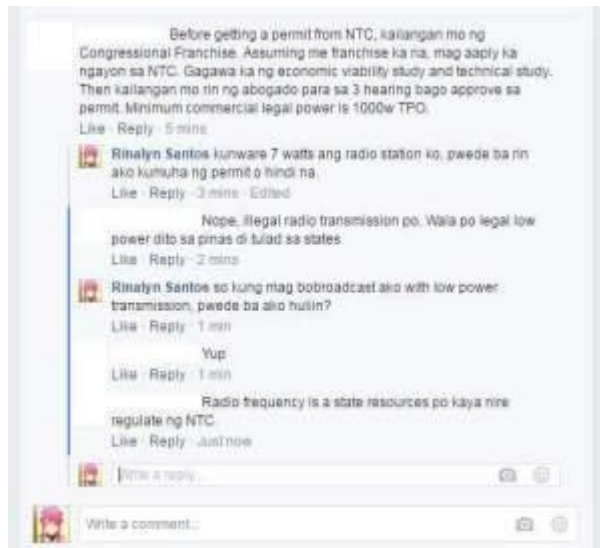 Before getting a permit from NTC, kailangan mo ng
Congressional Franchise. Assuming me franchise ka na, mag aaply ka
ngayon sa NTC. Gagawa ka ng economic viability study and technical study.
Then kailangan mo rin ng abogado para sa 3 hearing bago approve sa
permit. Minimum commercial legal power is 1000w TPO.
Like · Reply · 5 mins
Rinalyn Santos kunware 7 watts ang radio station ko, pwede ba rin
ako kumuha ng permit o hindi na.
Like · Reply · 3 mins · Edited
Nope, illegal radio transmission po. Wala po legal low
power dito sa pinas di tulad sa states
Like · Reply · 2 mins
Rinalyn Santos so kung mag bobroadcast ako with low power
transmission, pwede ba ako huliin?
Like · Reply · 1 min
Yup
Like · Reply · 1 min
Radio frequency is a state resources po kaya nire
regulate ng NTC
Like · Reply · Just now
Write a reply...
Write a comment...